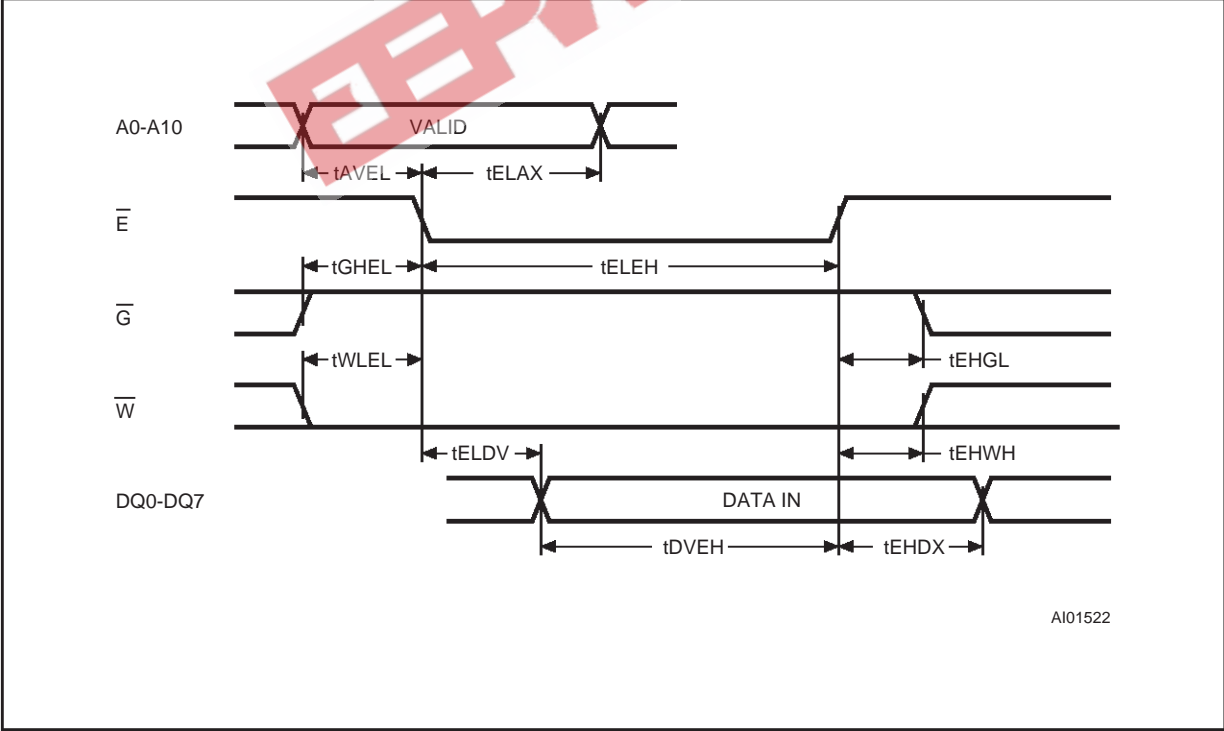 A0-A10
VALID
tAVEL
tELAX
E̅
tGHEL
tELEH
G̅
tWLEL
tEHGL
W̅
tELDV
tEHWH
DQ0-DQ7
DATA IN
tDVEH
tEHDX
AI01522